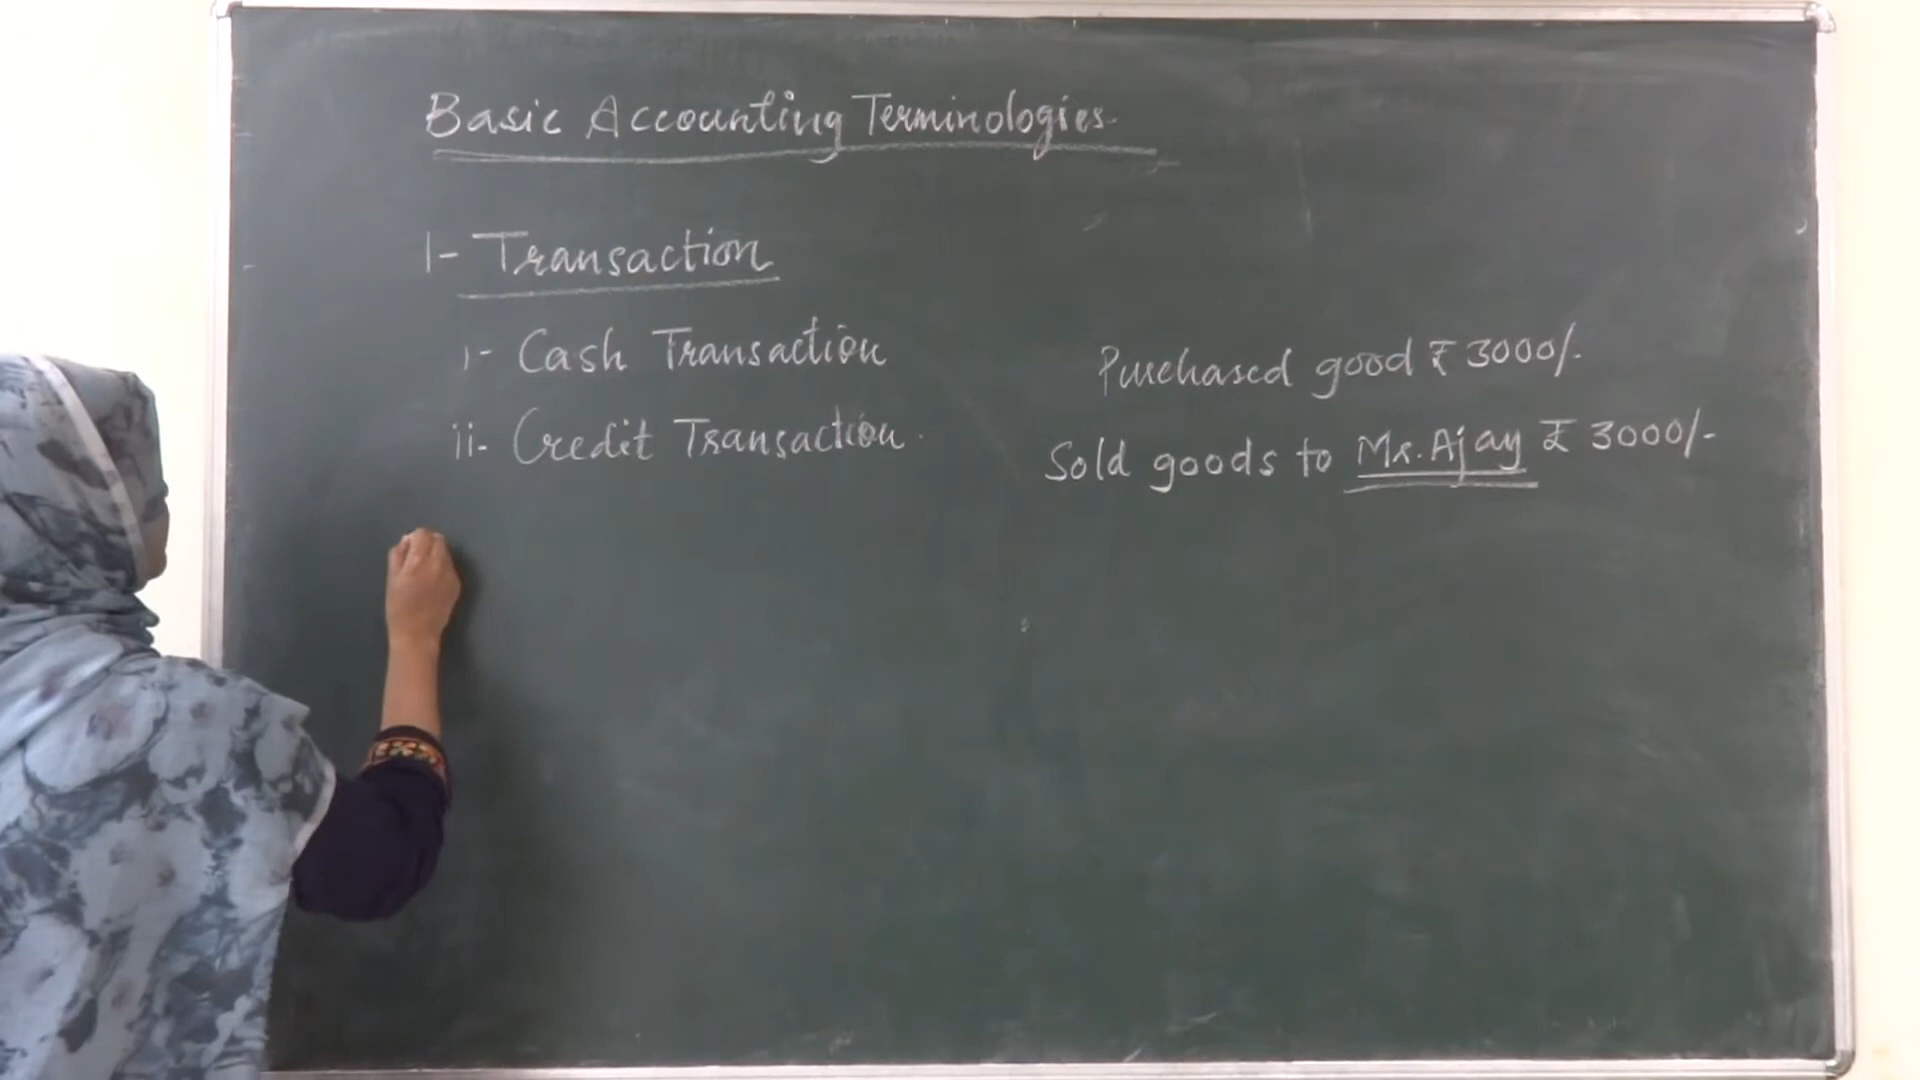 Basic Accounting Terminologies.
1- Transaction
i- Cash Transaction
Purchased good ₹ 3000/-
ii- Credit Transaction.
Sold goods to Mr. Ajay ₹ 3000/-